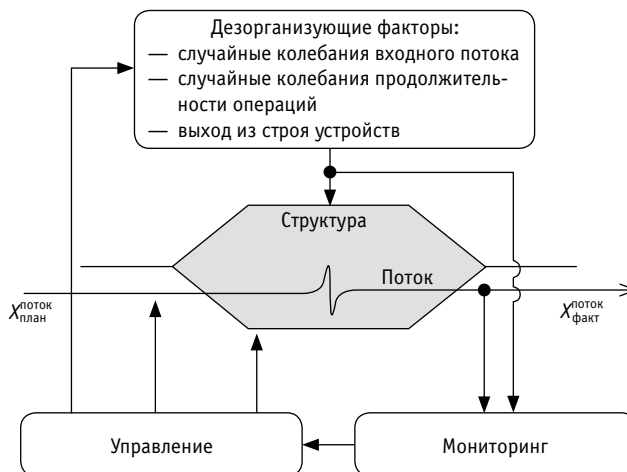 Дезорганизующие факторы:
— случайные колебания входного потока
— случайные колебания продолжитель-
ности операций
— выход из строя устройств
Структура
Поток
X поток план
X поток факт
Управление
Мониторинг